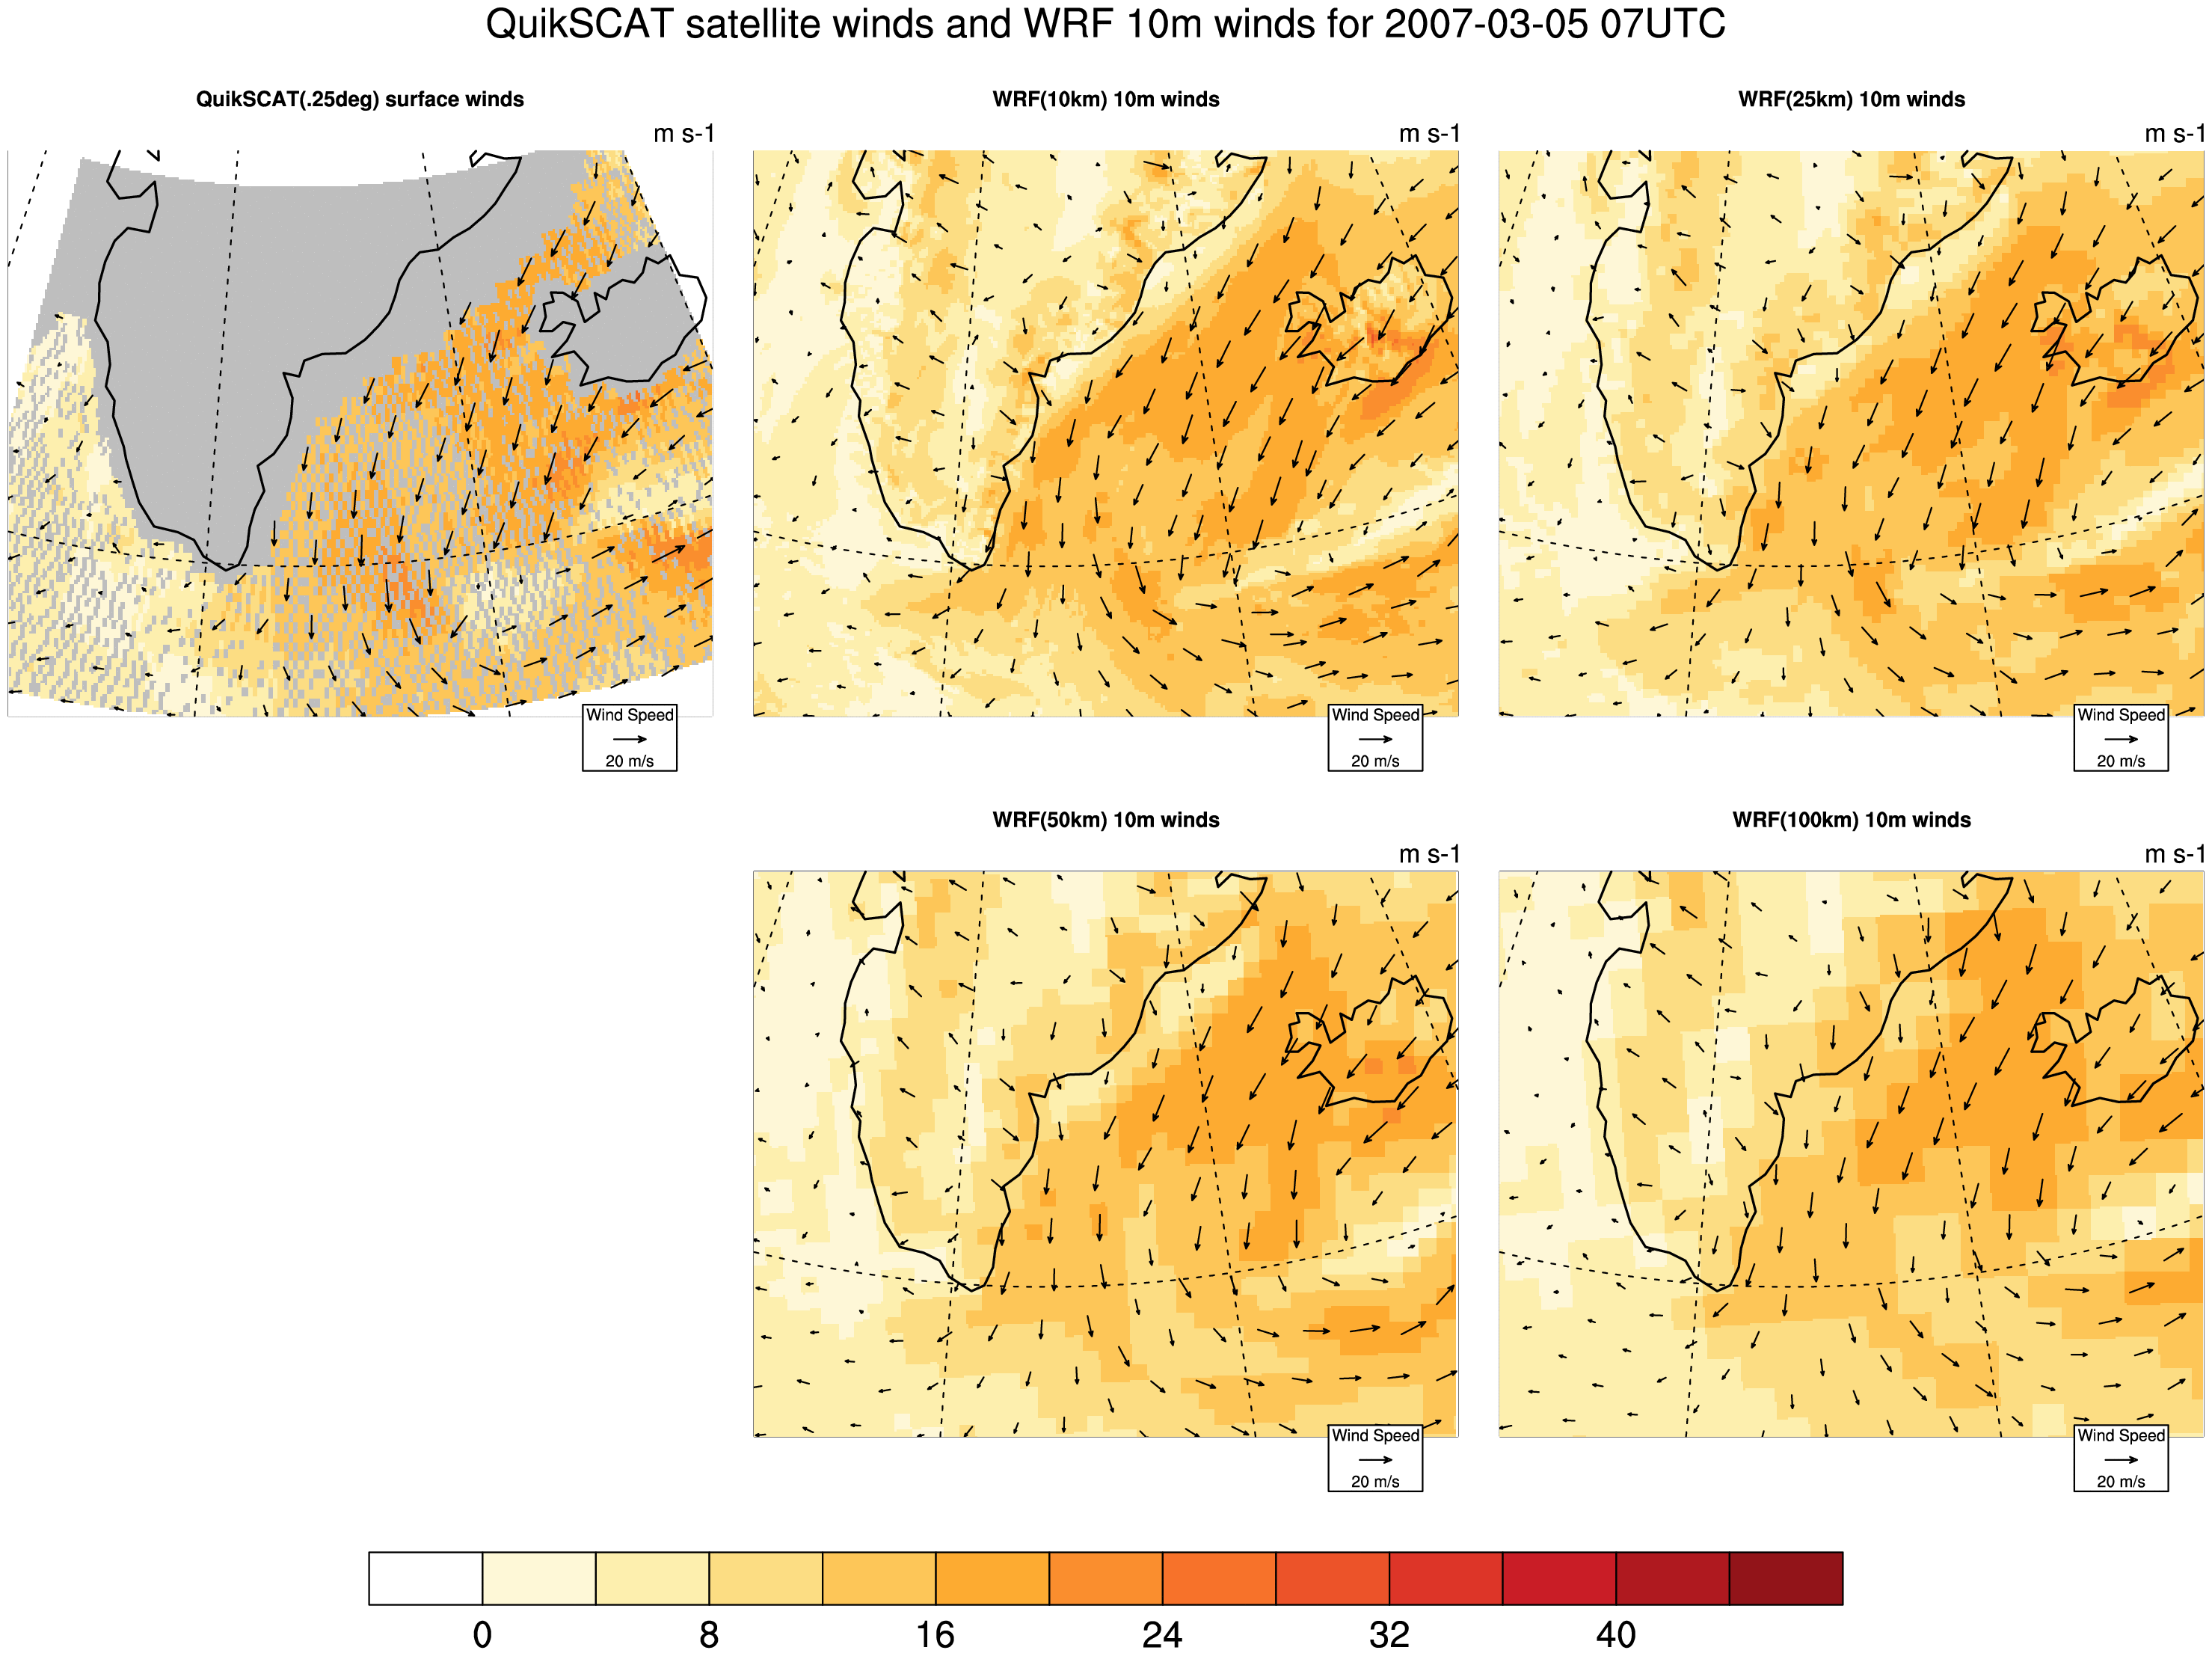 QuikSCAT satellite winds and WRF 10m winds for 2007-03-05 07UTC
QuikSCAT(.25deg) surface winds
m s-1
Wind Speed
20 m/s
WRF(10km) 10m winds
m s-1
Wind Speed
20 m/s
WRF(25km) 10m winds
m s-1
Wind Speed
20 m/s
WRF(50km) 10m winds
m s-1
Wind Speed
20 m/s
WRF(100km) 10m winds
m s-1
Wind Speed
20 m/s
0 8 16 24 32 40